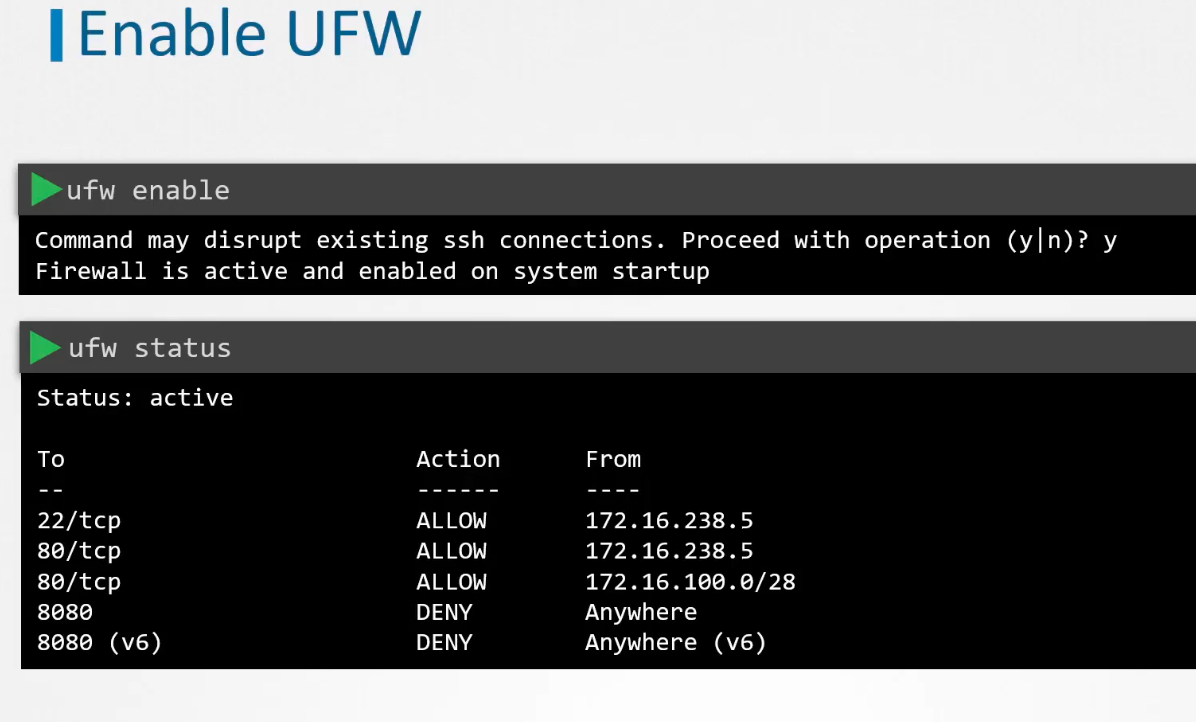 Enable UFW
ufw enable
Command may disrupt existing ssh connections. Proceed with operation (y|n)? y
Firewall is active and enabled on system startup
ufw status
Status: active
To Action From
-- ------ ----
22/tcp ALLOW 172.16.238.5
80/tcp ALLOW 172.16.238.5
80/tcp ALLOW 172.16.100.0/28
8080 DENY Anywhere
8080 (v6) DENY Anywhere (v6)